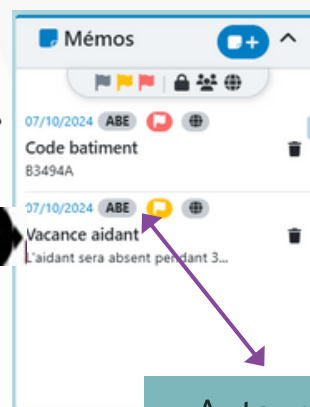 Mémos
07/10/2024 ABE
Code batiment
B3494A
07/10/2024 ABE
Vacance aidant
L'aidant sera absent pendant 3...